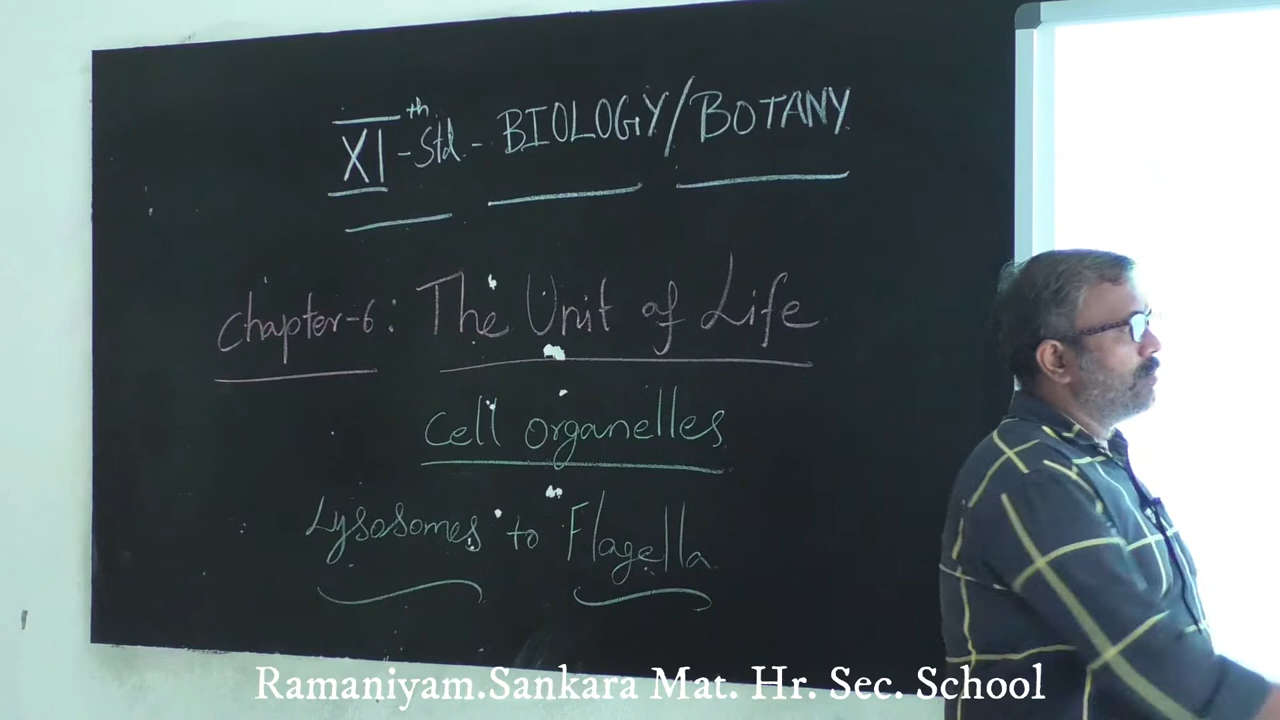 XIth-Std.- BIOLOGY/BOTANY
Chapter-6: The Unit of Life
Cell organelles
Lysosomes to Flagella
Ramaniyam.Sankara Mat. Hr. Sec. School